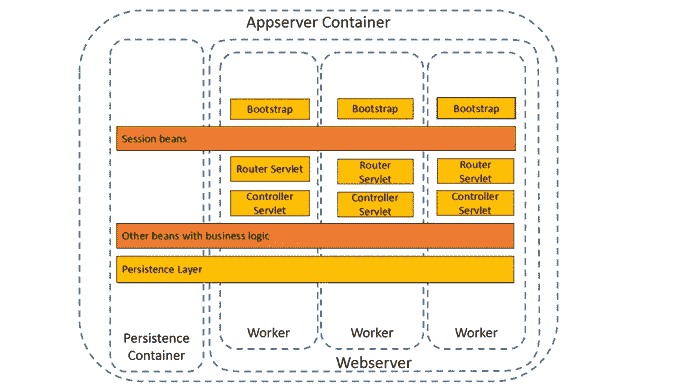 Appserver Container
Bootstrap
Bootstrap
Bootstrap
Session beans
Router Servlet
Router
Servlet
Router
Servlet
Controller
Servlet
Controller
Servlet
Controller
Servlet
Other beans with business logic
Persistence Layer
Persistence
Container
Worker
Worker
Worker
Webserver